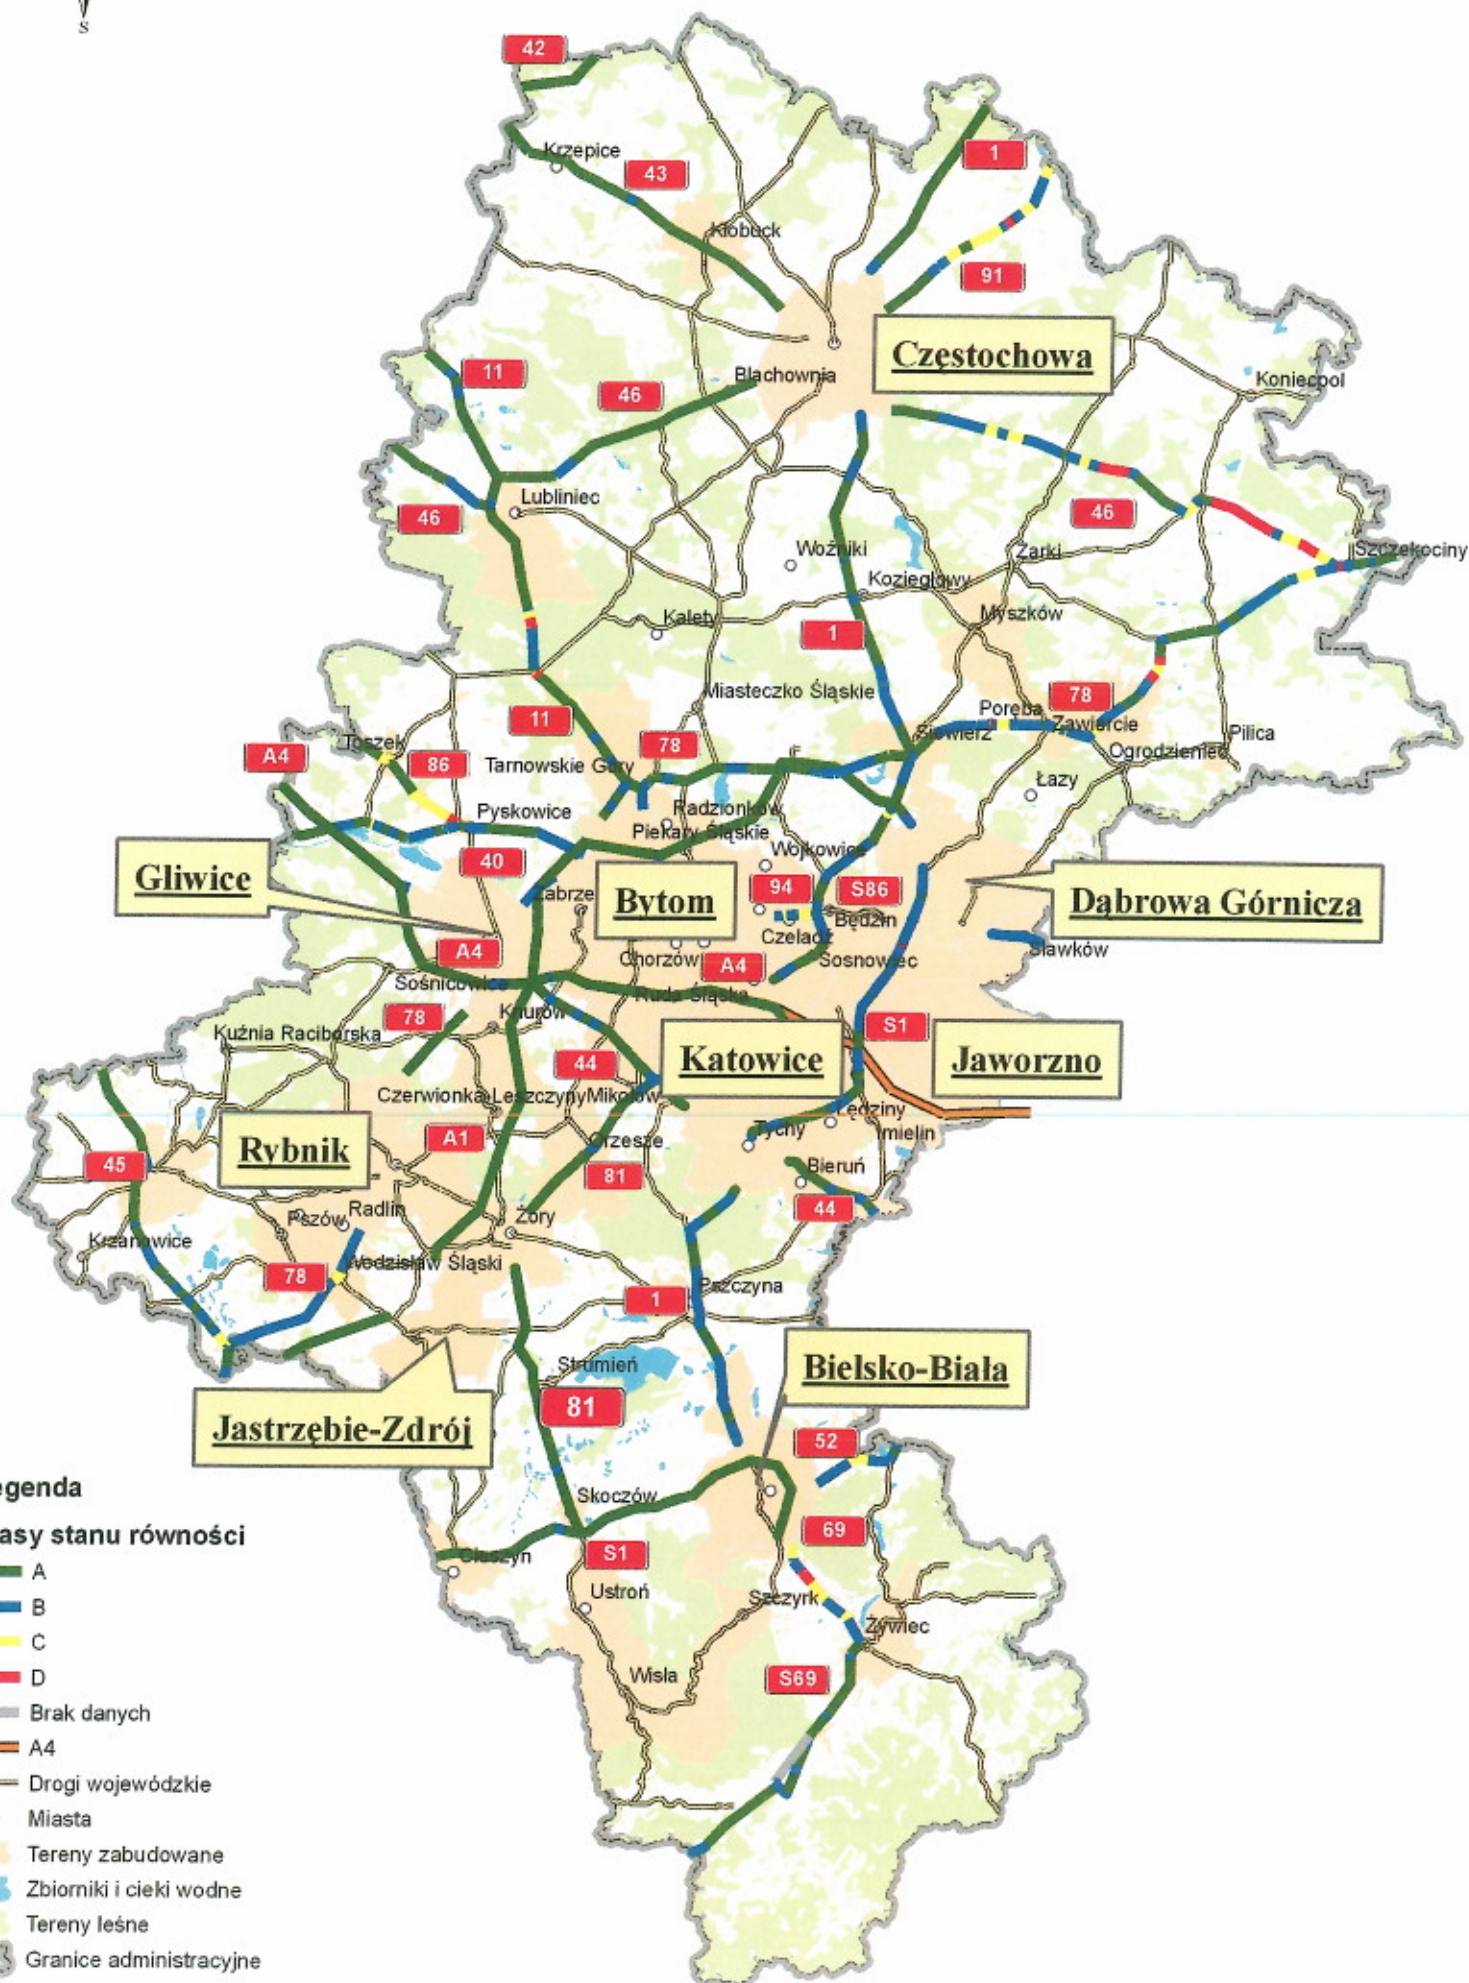 S
42
Krzepice
1
43
Kłobuck
91
Częstochowa
11
46
Blachownia
Koniecpol
Lubliniec
46
46
Woźniki
Żarki
Szczekociny
Koziegłowy
Kalety
Myszków
1
Miasteczko Śląskie
78
Poręba
11
Siewierz
Zawiercie
Pilica
Toszek
78
Ogrodzieniec
A4
86
Tarnowskie Góry
Łazy
Pyskowice
Radzionków
Piekary Śląskie
Wojkowice
Gliwice
40
Zabrze
Bytom
94
S86
Będzin
Dąbrowa Górnicza
Czeladź
A4
Chorzów
A4
Sosnowiec
Sławków
Sośnicowice
Ruda Śląska
78
Knurów
S1
Kuźnia Raciborska
Katowice
Jaworzno
44
Czerwionka-Leszczyny
Mikołów
Lędziny
Imielin
A1
Orzesze
Tychy
Rybnik
45
81
Bieruń
44
Pszów
Radlin
Żory
Krzanowice
Wodzisław Śląski
78
1
Pszczyna
Strumień
Bielsko-Biała
81
Jastrzębie-Zdrój
52
Skoczów
69
Cieszyn
S1
Ustroń
Szczyrk
Żywiec
Wisła
S69
egenda
asy stanu równości
A
B
C
D
Brak danych
A4
Drogi wojewódzkie
Miasta
Tereny zabudowane
Zbiorniki i cieki wodne
Tereny leśne
Granice administracyjne